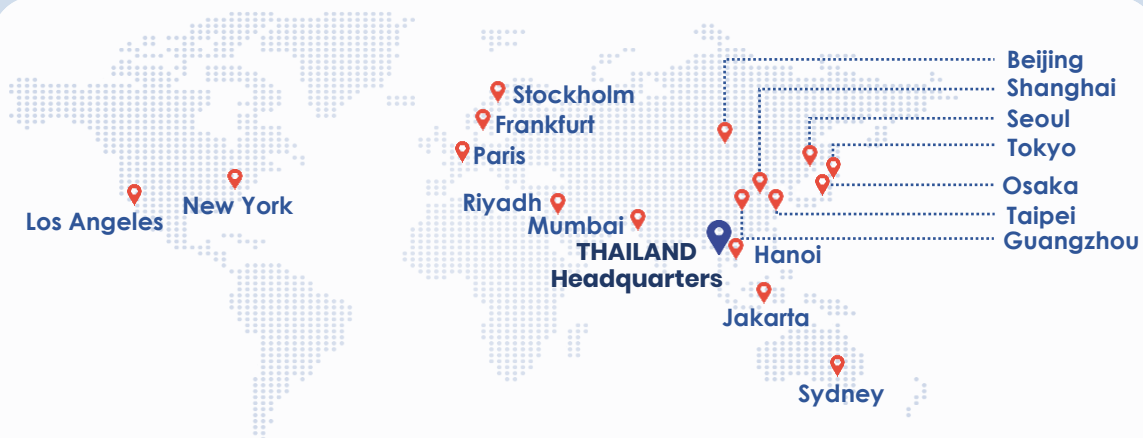 Beijing
Shanghai
Stockholm
Seoul
Frankfurt
Tokyo
Paris
Osaka
Los Angeles
New York
Riyadh
Taipei
Mumbai
Guangzhou
THAILAND
Headquarters
Hanoi
Jakarta
Sydney